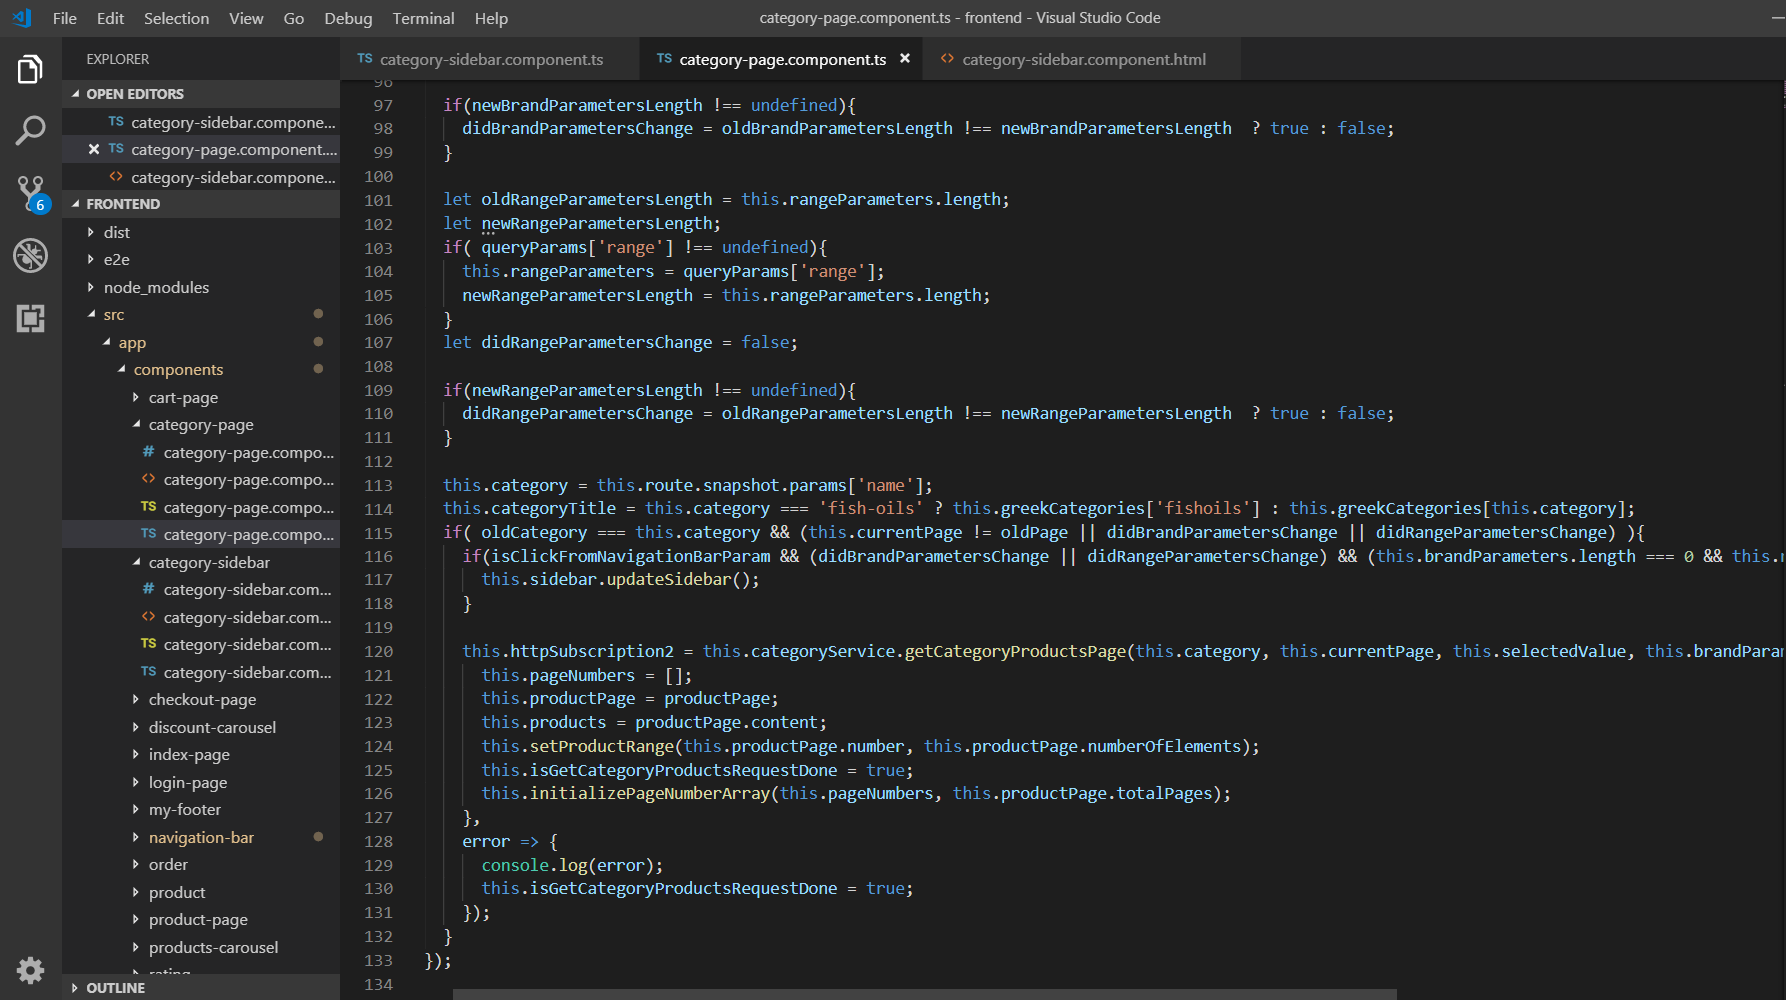 File Edit Selection View Go Debug Terminal Help
category-page.component.ts - frontend - Visual Studio Code
EXPLORER
OPEN EDITORS
TS category-sidebar.compone...
TS category-page.component....
<> category-sidebar.compone...
6
FRONTEND
dist
e2e
node_modules
src
app
components
cart-page
category-page
# category-page.compo...
<> category-page.compo...
TS category-page.compo...
TS category-page.compo...
category-sidebar
# category-sidebar.com...
<> category-sidebar.com...
TS category-sidebar.com...
TS category-sidebar.com...
checkout-page
discount-carousel
index-page
login-page
my-footer
navigation-bar
order
product
product-page
products-carousel
rating
OUTLINE
TS category-sidebar.component.ts
TS category-page.component.ts
<> category-sidebar.component.html
96
97 if(newBrandParametersLength !== undefined){
98 didBrandParametersChange = oldBrandParametersLength !== newBrandParametersLength  ? true : false;
99 }
100
101 let oldRangeParametersLength = this.rangeParameters.length;
102 let newRangeParametersLength;
103 if( queryParams['range'] !== undefined){
104 this.rangeParameters = queryParams['range'];
105 newRangeParametersLength = this.rangeParameters.length;
106 }
107 let didRangeParametersChange = false;
108
109 if(newRangeParametersLength !== undefined){
110 didRangeParametersChange = oldRangeParametersLength !== newRangeParametersLength  ? true : false;
111 }
112
113 this.category = this.route.snapshot.params['name'];
114 this.categoryTitle = this.category === 'fish-oils' ? this.greekCategories['fishoils'] : this.greekCategories[this.category];
115 if( oldCategory === this.category && (this.currentPage != oldPage || didBrandParametersChange || didRangeParametersChange) ){
116 if(isClickFromNavigationBarParam && (didBrandParametersChange || didRangeParametersChange) && (this.brandParameters.length === 0 && this.r
117 this.sidebar.updateSidebar();
118 }
119
120 this.httpSubscription2 = this.categoryService.getCategoryProductsPage(this.category, this.currentPage, this.selectedValue, this.brandParam
121 this.pageNumbers = [];
122 this.productPage = productPage;
123 this.products = productPage.content;
124 this.setProductRange(this.productPage.number, this.productPage.numberOfElements);
125 this.isGetCategoryProductsRequestDone = true;
126 this.initializePageNumberArray(this.pageNumbers, this.productPage.totalPages);
127 },
128 error => {
129 console.log(error);
130 this.isGetCategoryProductsRequestDone = true;
131 });
132 }
133 });
134